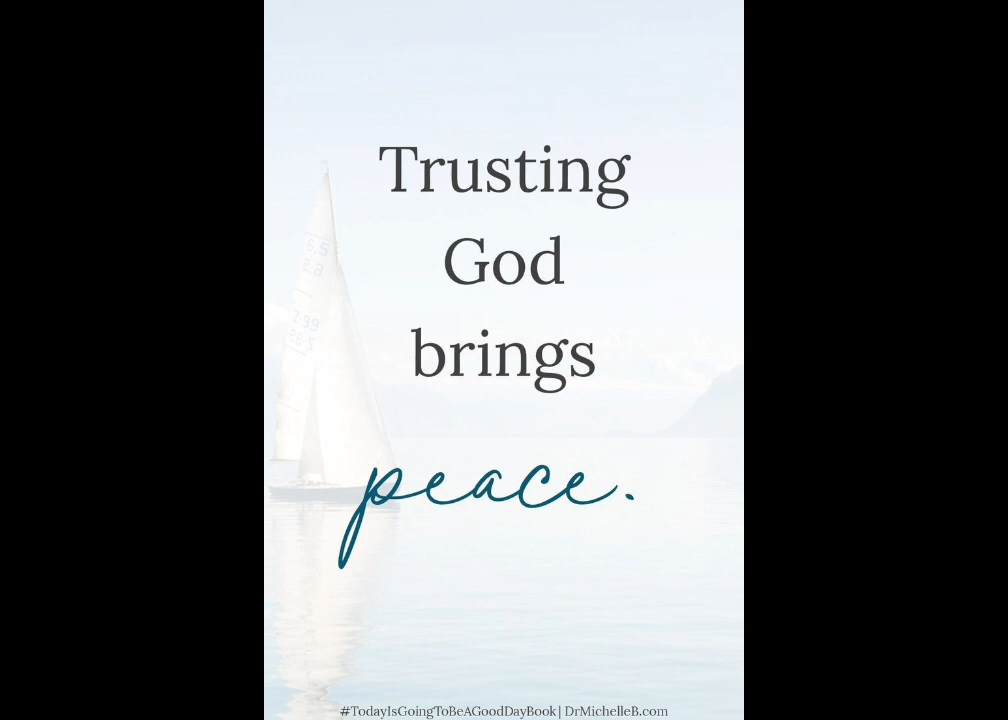 Trusting
God
brings
peace.
#TodayIsGoingToBeAGoodDayBook | DrMichelleB.com